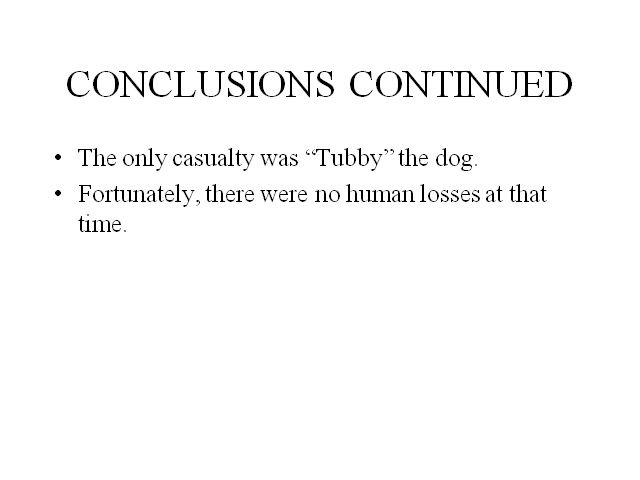 CONCLUSIONS CONTINUED
• The only casualty was “Tubby” the dog.
• Fortunately, there were no human losses at that
time.